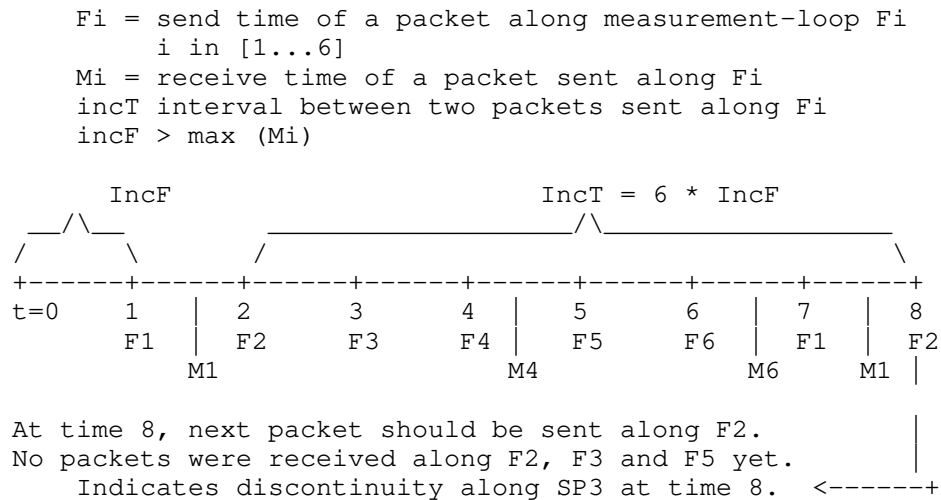 Fi = send time of a packet along measurement-loop Fi
i in [1...6]
Mi = receive time of a packet sent along Fi
incT interval between two packets sent along Fi
incF > max (Mi)
IncF IncT = 6 * IncF
__/\__ __________________/\_________________
/ \ / \
+------+------+------+------+------+------+------+------+
t=0 1 | 2 3 4 | 5 6 | 7 | 8
F1 | F2 F3 F4 | F5 F6 | F1 | F2
M1 M4 M6 M1 |
At time 8, next packet should be sent along F2. |
No packets were received along F2, F3 and F5 yet. |
Indicates discontinuity along SP3 at time 8. <------+